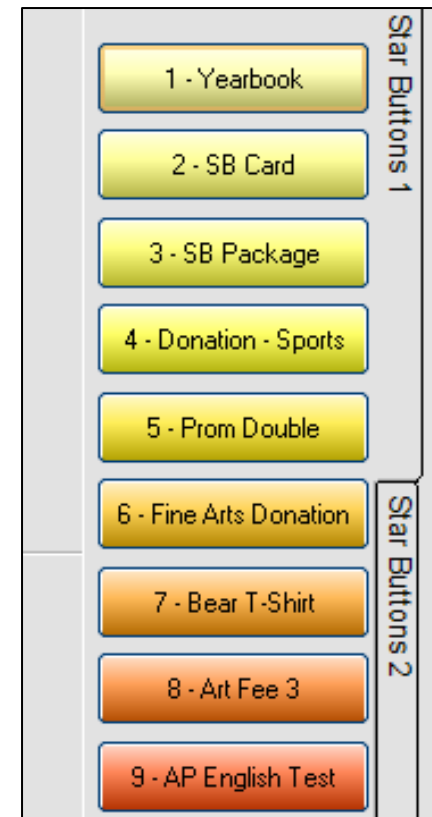 1 - Yearbook
2 - SB Card
3 - SB Package
4 - Donation - Sports
5 - Prom Double
6 - Fine Arts Donation
7 - Bear T-Shirt
8 - Art Fee 3
9 - AP English Test
Star Buttons 1
Star Buttons 2